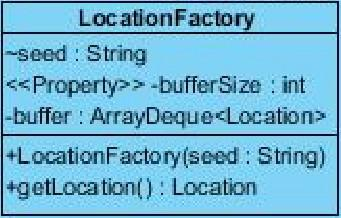 LocationFactory
~seed : String
<<Property>> -bufferSize : int
-buffer : ArrayDeque<Location>
+LocationFactory(seed : String)
+getLocation() : Location